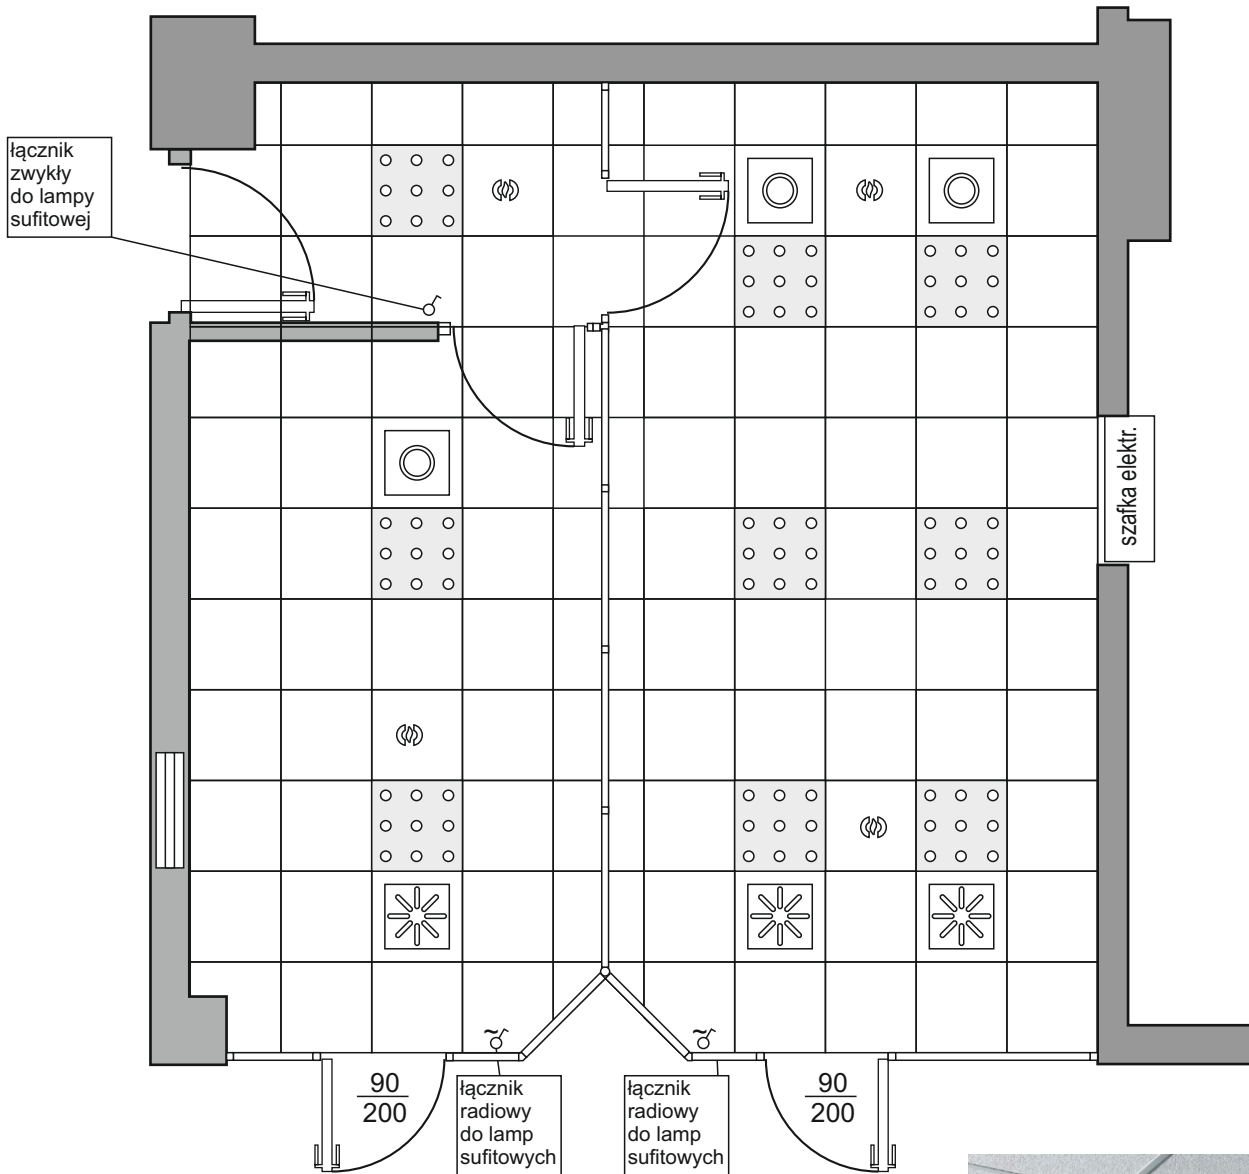 łącznik
zwykły
do lampy
sufitowej
szafka elektr.
90
200
łącznik
radiowy
do lamp
sufitowych
łącznik
radiowy
do lamp
sufitowych
90
200